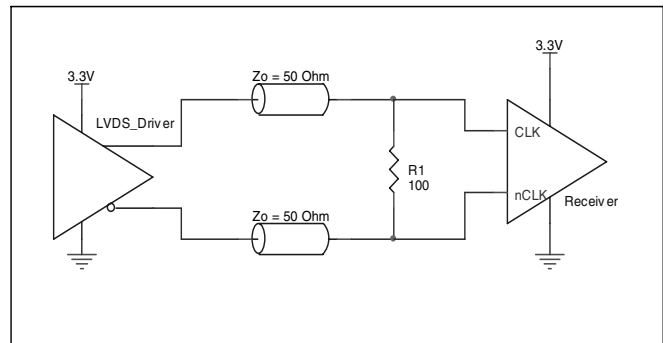 3.3V
3.3V
Zo = 50 Ohm
LVDS_Driver
CLK
R1
100
nCLK
Receiver
Zo = 50 Ohm